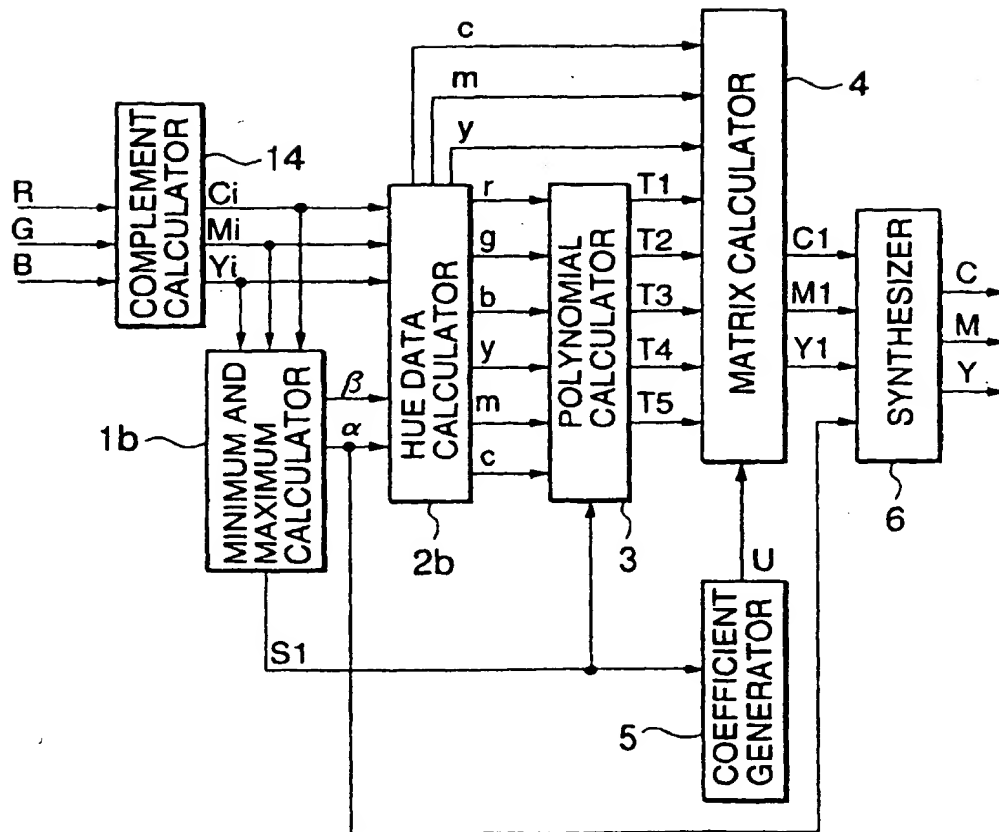 c
m
y
4
MATRIX CALCULATOR
COMPLEMENT
CALCULATOR
14
R
G
B
Ci
Mi
Yi
r
g
b
y
m
c
HUE DATA
CALCULATOR
2b
POLYNOMIAL
CALCULATOR
3
T1
T2
T3
T4
T5
C1
M1
Y1
SYNTHESIZER
6
C
M
Y
MINIMUM AND
MAXIMUM
CALCULATOR
1b
β
α
S1
U
COEFFICIENT
GENERATOR
5